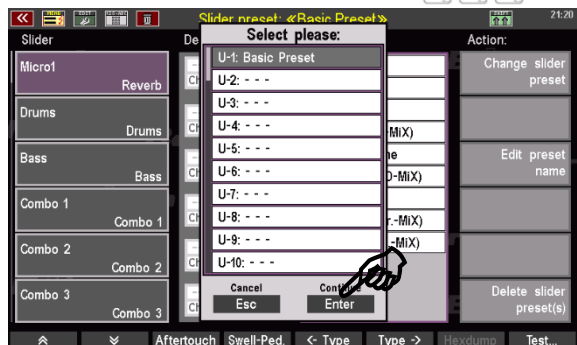 Slider preset: «Basic Preset»
21:20
Slider
De
Action:
Select please:
Micro1
Reverb
Drums
Drums
Bass
Bass
Combo 1
Combo 1
Combo 2
Combo 2
Combo 3
Combo 3
U-1: Basic Preset
U-2: - - -
U-3: - - -
U-4: - - -
U-5: - - -
U-6: - - -
U-7: - - -
U-8: - - -
U-9: - - -
U-10: - - -
Cancel
Esc
Continue
Enter
-MiX)
D-MiX)
r.-MiX)
.-MiX)
Change slider
preset
Edit preset
name
Delete slider
preset(s)
Aftertouch
Swell-Ped.
<- Type
Type ->
Hexdump
Test...